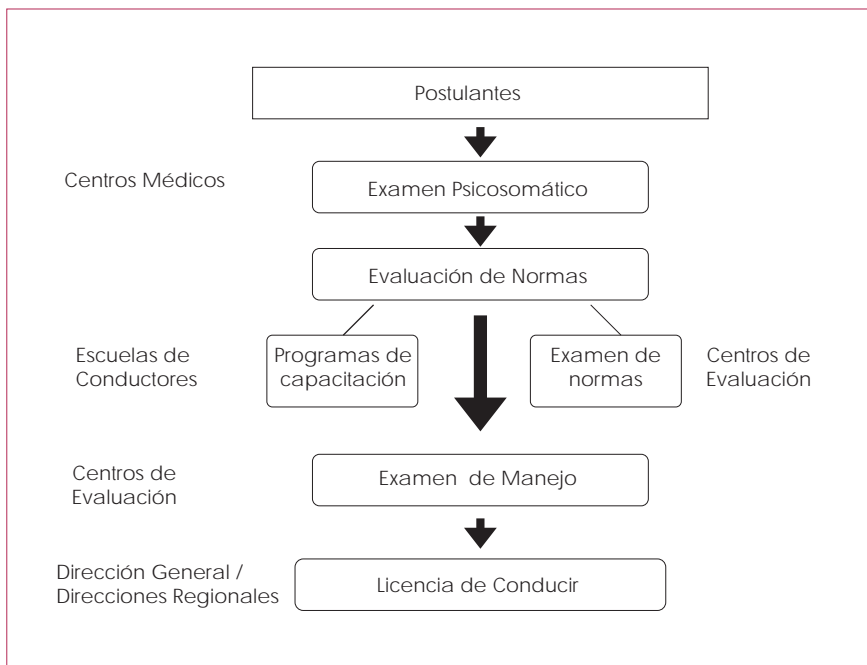 Postulantes
Centros Médicos
Examen Psicosomático
Evaluación de Normas
Escuelas de
Conductores
Programas de
capacitación
Examen de
normas
Centros de
Evaluación
Centros de
Evaluación
Examen de Manejo
Dirección General /
Direcciones Regionales
Licencia de Conducir